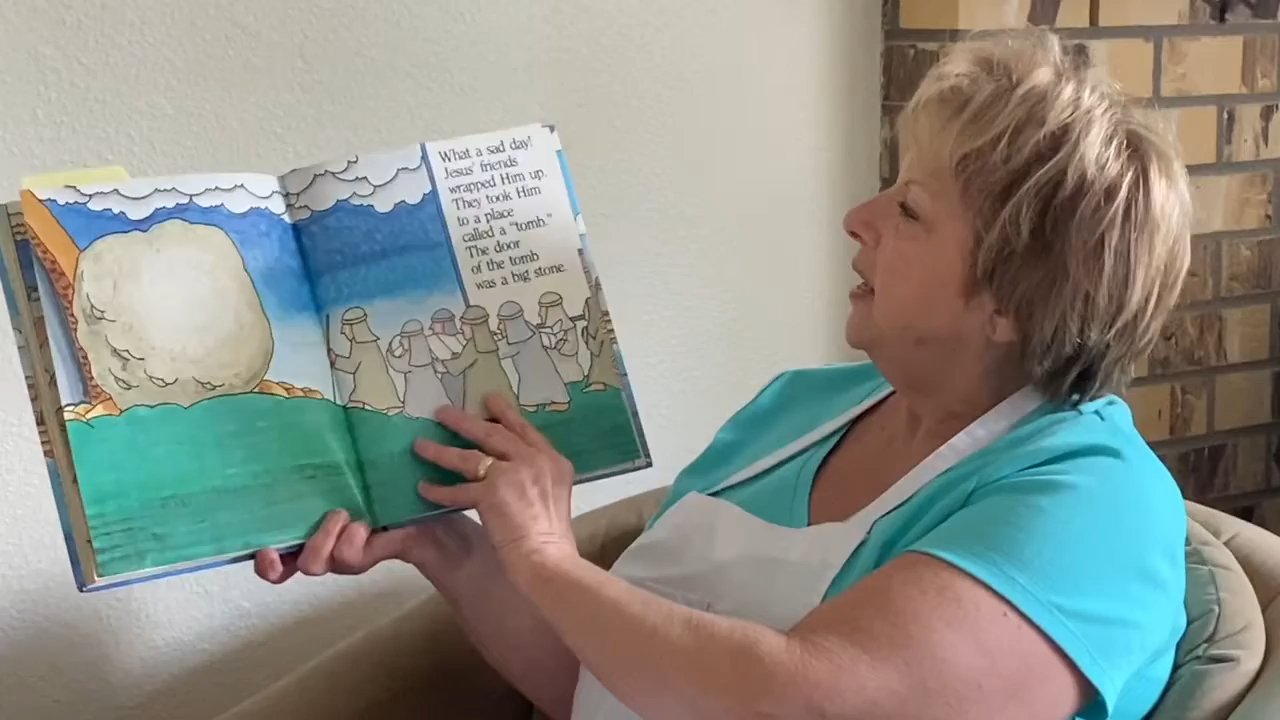 What a sad day!
Jesus' friends
wrapped Him up.
They took Him
to a place
called a "tomb."
The door
of the tomb
was a big stone.